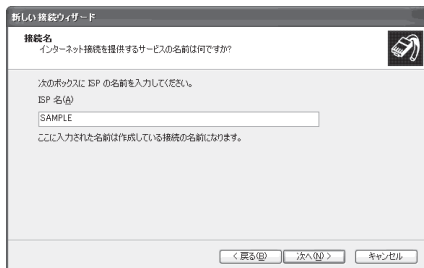 新しい接続ウィザード
接続名
インターネット接続を提供するサービスの名前は何ですか?
次のボックスに ISP の名前を入力してください。
ISP 名(A)
SAMPLE
ここに入力された名前は作成している接続の名前になります。
< 戻る(B)
次へ(N) >
キャンセル